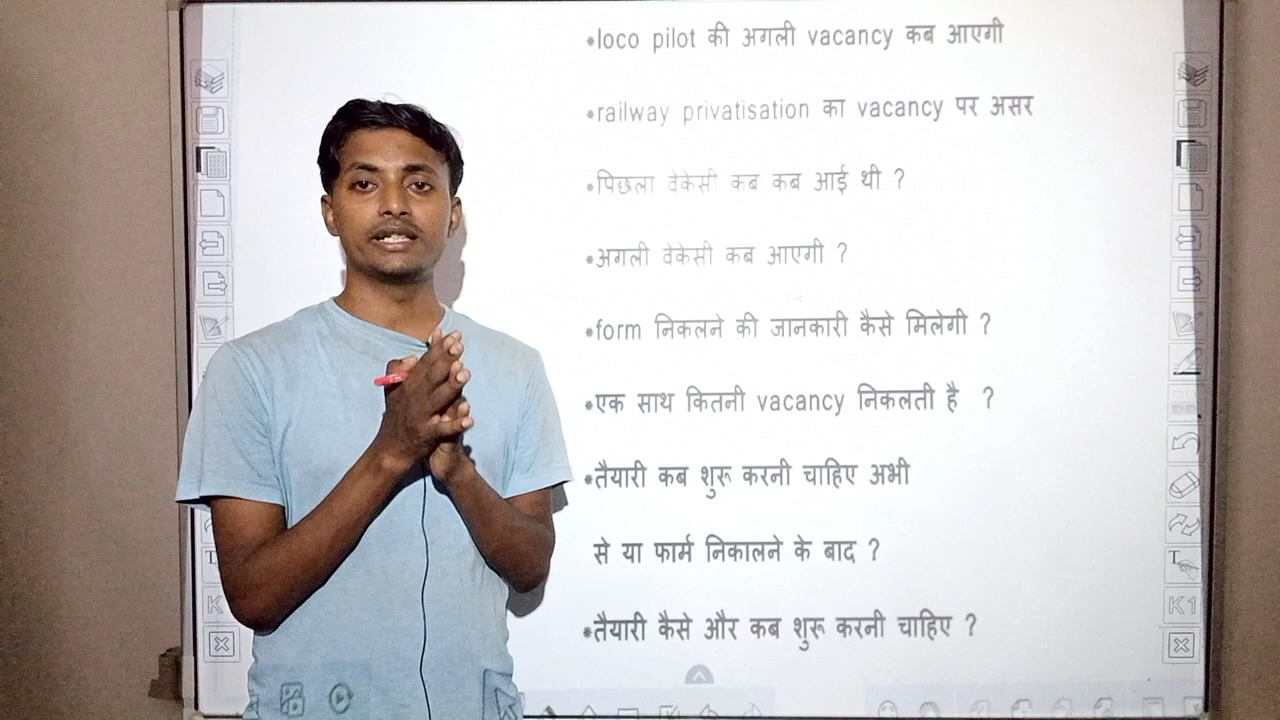 •loco pilot की अगली vacancy कब आएगी
•railway privatisation का vacancy पर असर
•पिछला वेकेसी कब कब आई थी ?
•अगली वेकेसी कब आएगी ?
•form निकलने की जानकारी कैसे मिलेगी ?
•एक साथ कितनी vacancy निकलती है ?
•तैयारी कब शुरू करनी चाहिए अभी
से या फार्म निकालने के बाद ?
•तैयारी कैसे और कब शुरू करनी चाहिए ?
T
K
T
K1